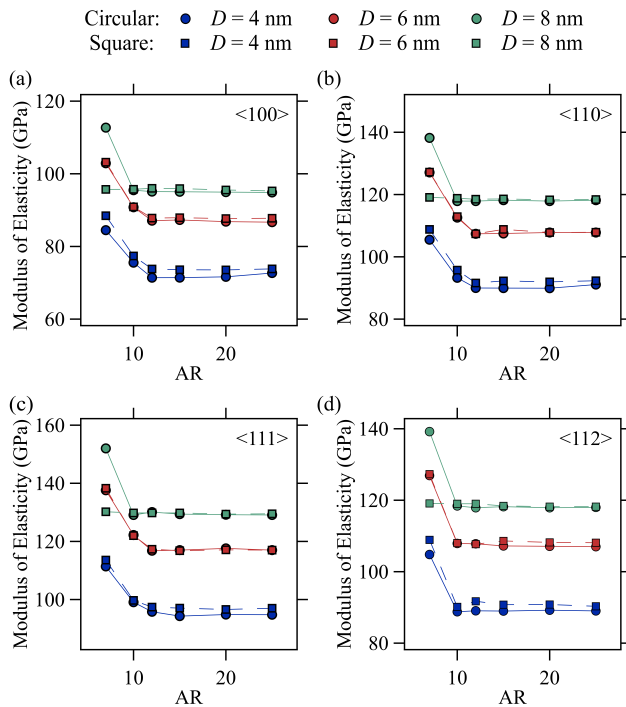 Circular: D = 4 nm D = 6 nm D = 8 nm
Square: D = 4 nm D = 6 nm D = 8 nm
(a)
<100>
Modulus of Elasticity (GPa)
120
100
80
60
10 20
AR
(b)
<110>
Modulus of Elasticity (GPa)
140
120
100
80
10 20
AR
(c)
<111>
Modulus of Elasticity (GPa)
160
130
120
100
10 20
AR
(d)
<112>
Modulus of Elasticity (GPa)
140
120
100
80
10 20
AR